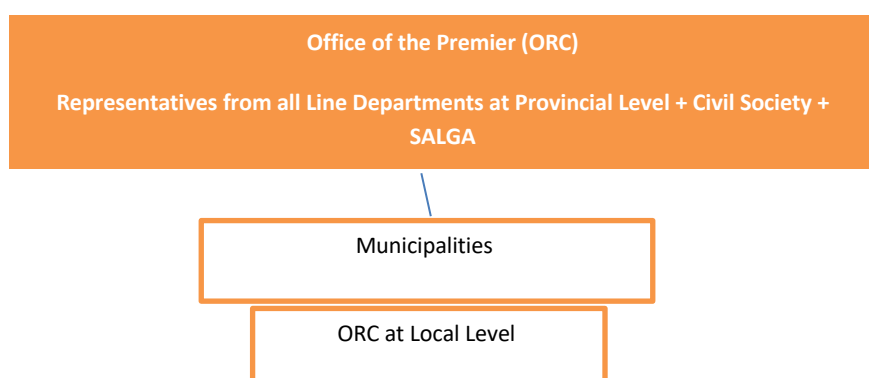 Office of the Premier (ORC)
Representatives from all Line Departments at Provincial Level + Civil Society +
SALGA
Municipalities
ORC at Local Level